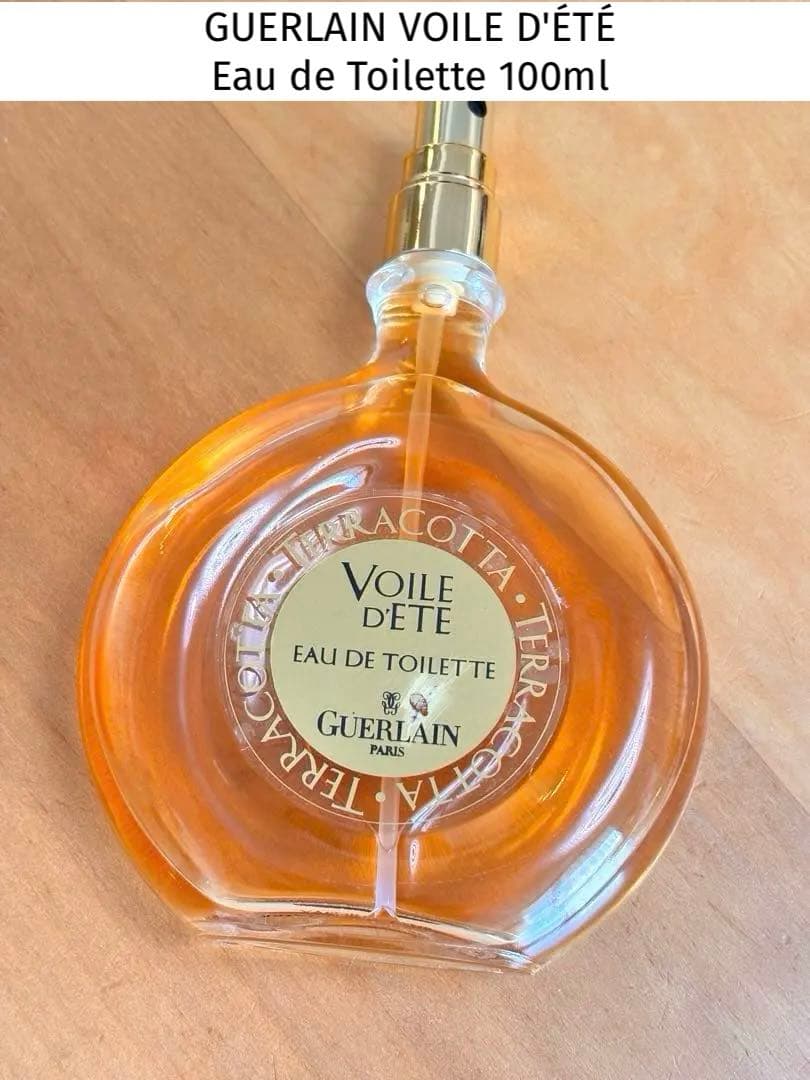 GUERLAIN VOILE D'ÉTÉ
Eau de Toilette 100ml
TERRACOTTA • TERRACOTTA • TERRACOTTA •
VOILE
D'ETE
EAU DE TOILETTE
GUERLAIN
PARIS